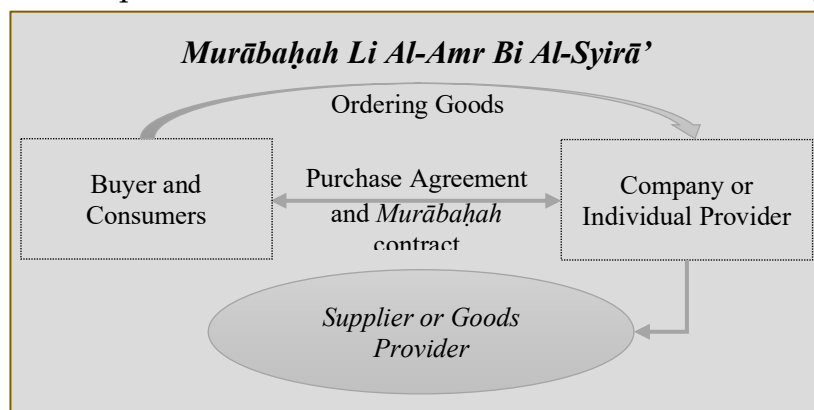 Murābaḥah Li Al-Amr Bi Al-Syirā’
Ordering Goods
Buyer and
Consumers
Purchase Agreement
and Murābaḥah
contract
Company or
Individual Provider
Supplier or Goods
Provider